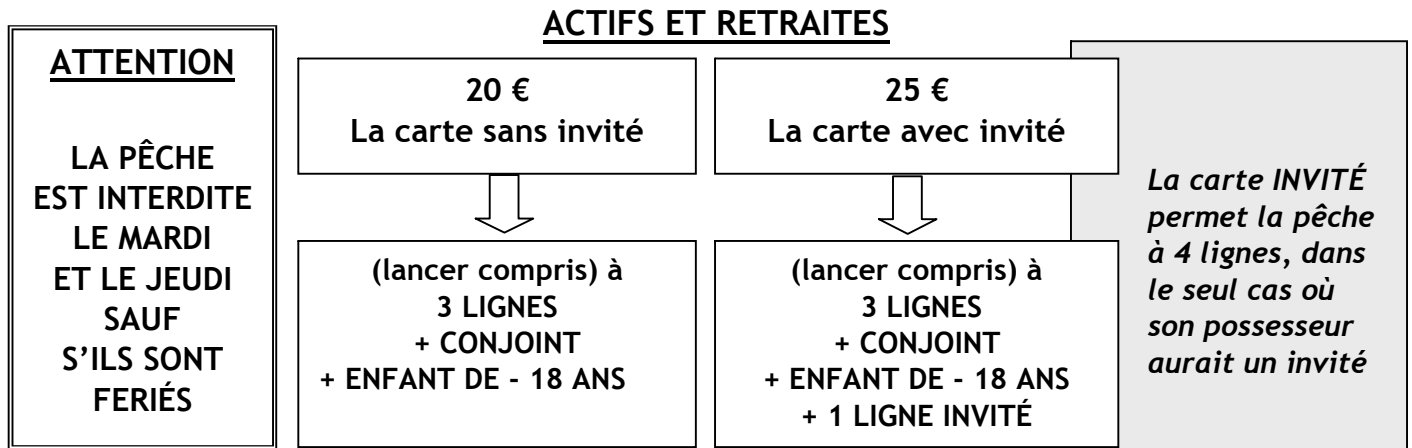 ACTIFS ET RETRAITES
ATTENTION
LA PÊCHE
EST INTERDITE
LE MARDI
ET LE JEUDI
SAUF
S’ILS SONT
FERIÉS
20 €
La carte sans invité
(lancer compris) à
3 LIGNES
+ CONJOINT
+ ENFANT DE - 18 ANS
25 €
La carte avec invité
(lancer compris) à
3 LIGNES
+ CONJOINT
+ ENFANT DE - 18 ANS
+ 1 LIGNE INVITÉ
La carte INVITÉ
permet la pêche
à 4 lignes, dans
le seul cas où
son possesseur
aurait un invité